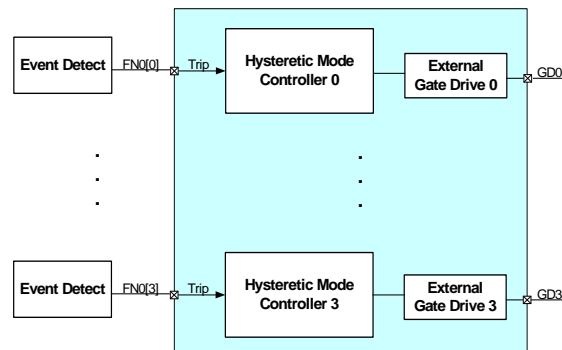 Event Detect
FN0[0]
Trip
Hysteretic Mode
Controller 0
External
Gate Drive 0
GD0
Event Detect
FN0[3]
Trip
Hysteretic Mode
Controller 3
External
Gate Drive 3
GD3